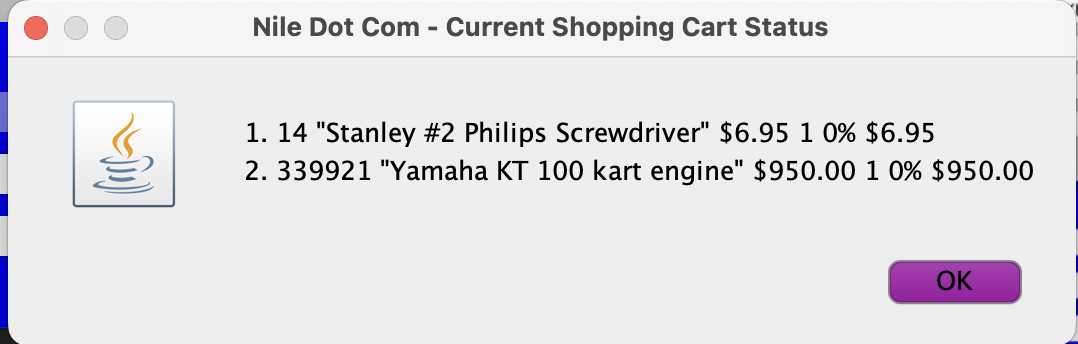 Nile Dot Com - Current Shopping Cart Status
1. 14 "Stanley #2 Philips Screwdriver" $6.95 1 0% $6.95
2. 339921 "Yamaha KT 100 kart engine" $950.00 1 0% $950.00
OK